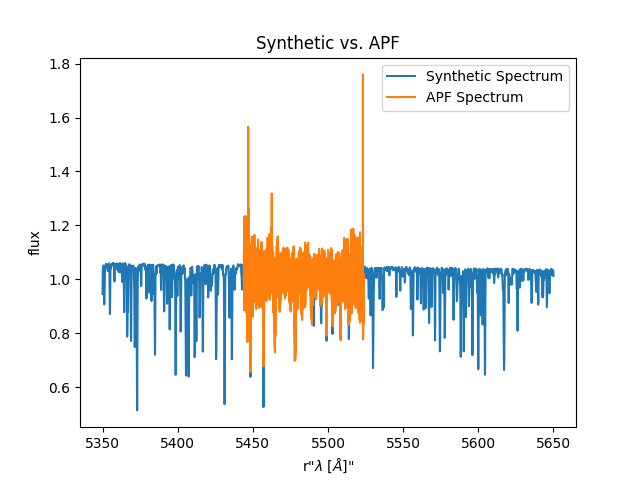 Synthetic vs. APF
Synthetic Spectrum
APF Spectrum
flux
1.8
1.6
1.4
1.2
1.0
0.8
0.6
5350 5400 5450 5500 5550 5600 5650
r"λ [Å]"